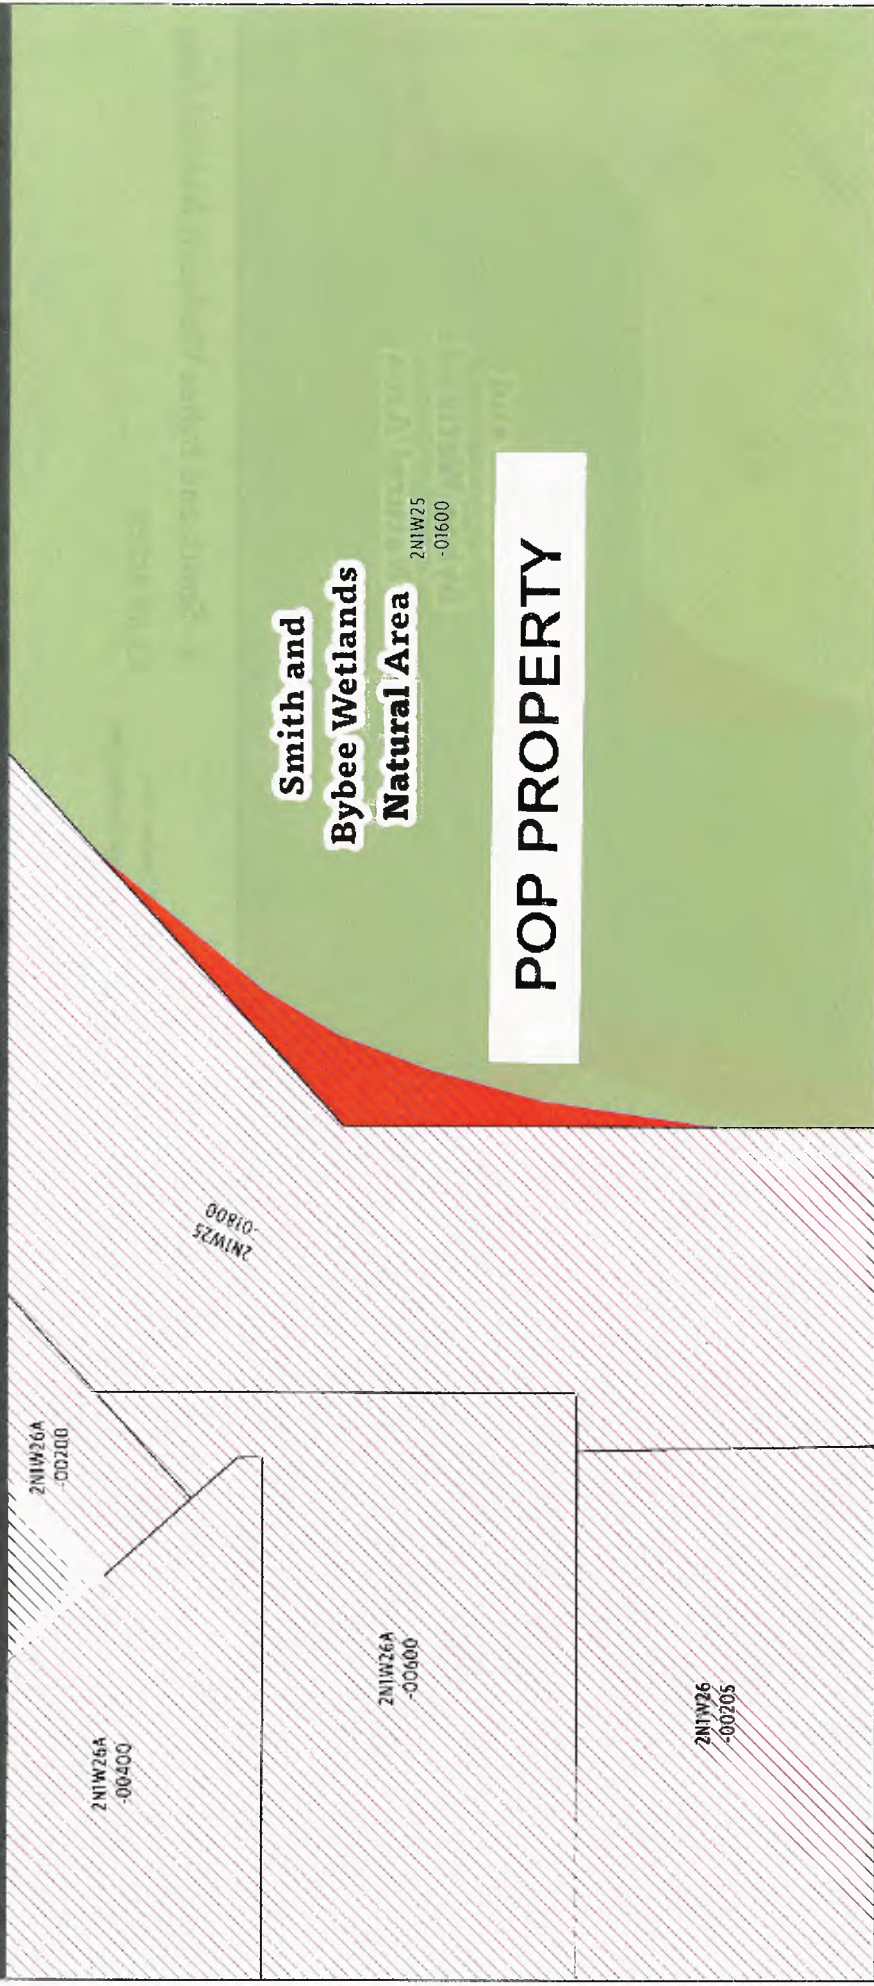 2N1W26A
-00400
2N1W26A
-00200
2N1W26A
-00600
2N1W26
-00205
2N1W25
-01800
Smith and
Bybee Wetlands
Natural Area
2N1W25
-01600
POP PROPERTY